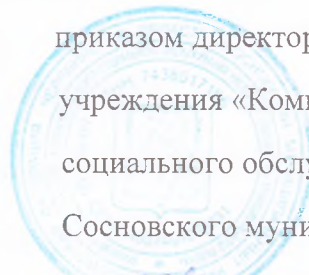 приказом директор
учреждения «Ком
социального обслу
Сосновского муни